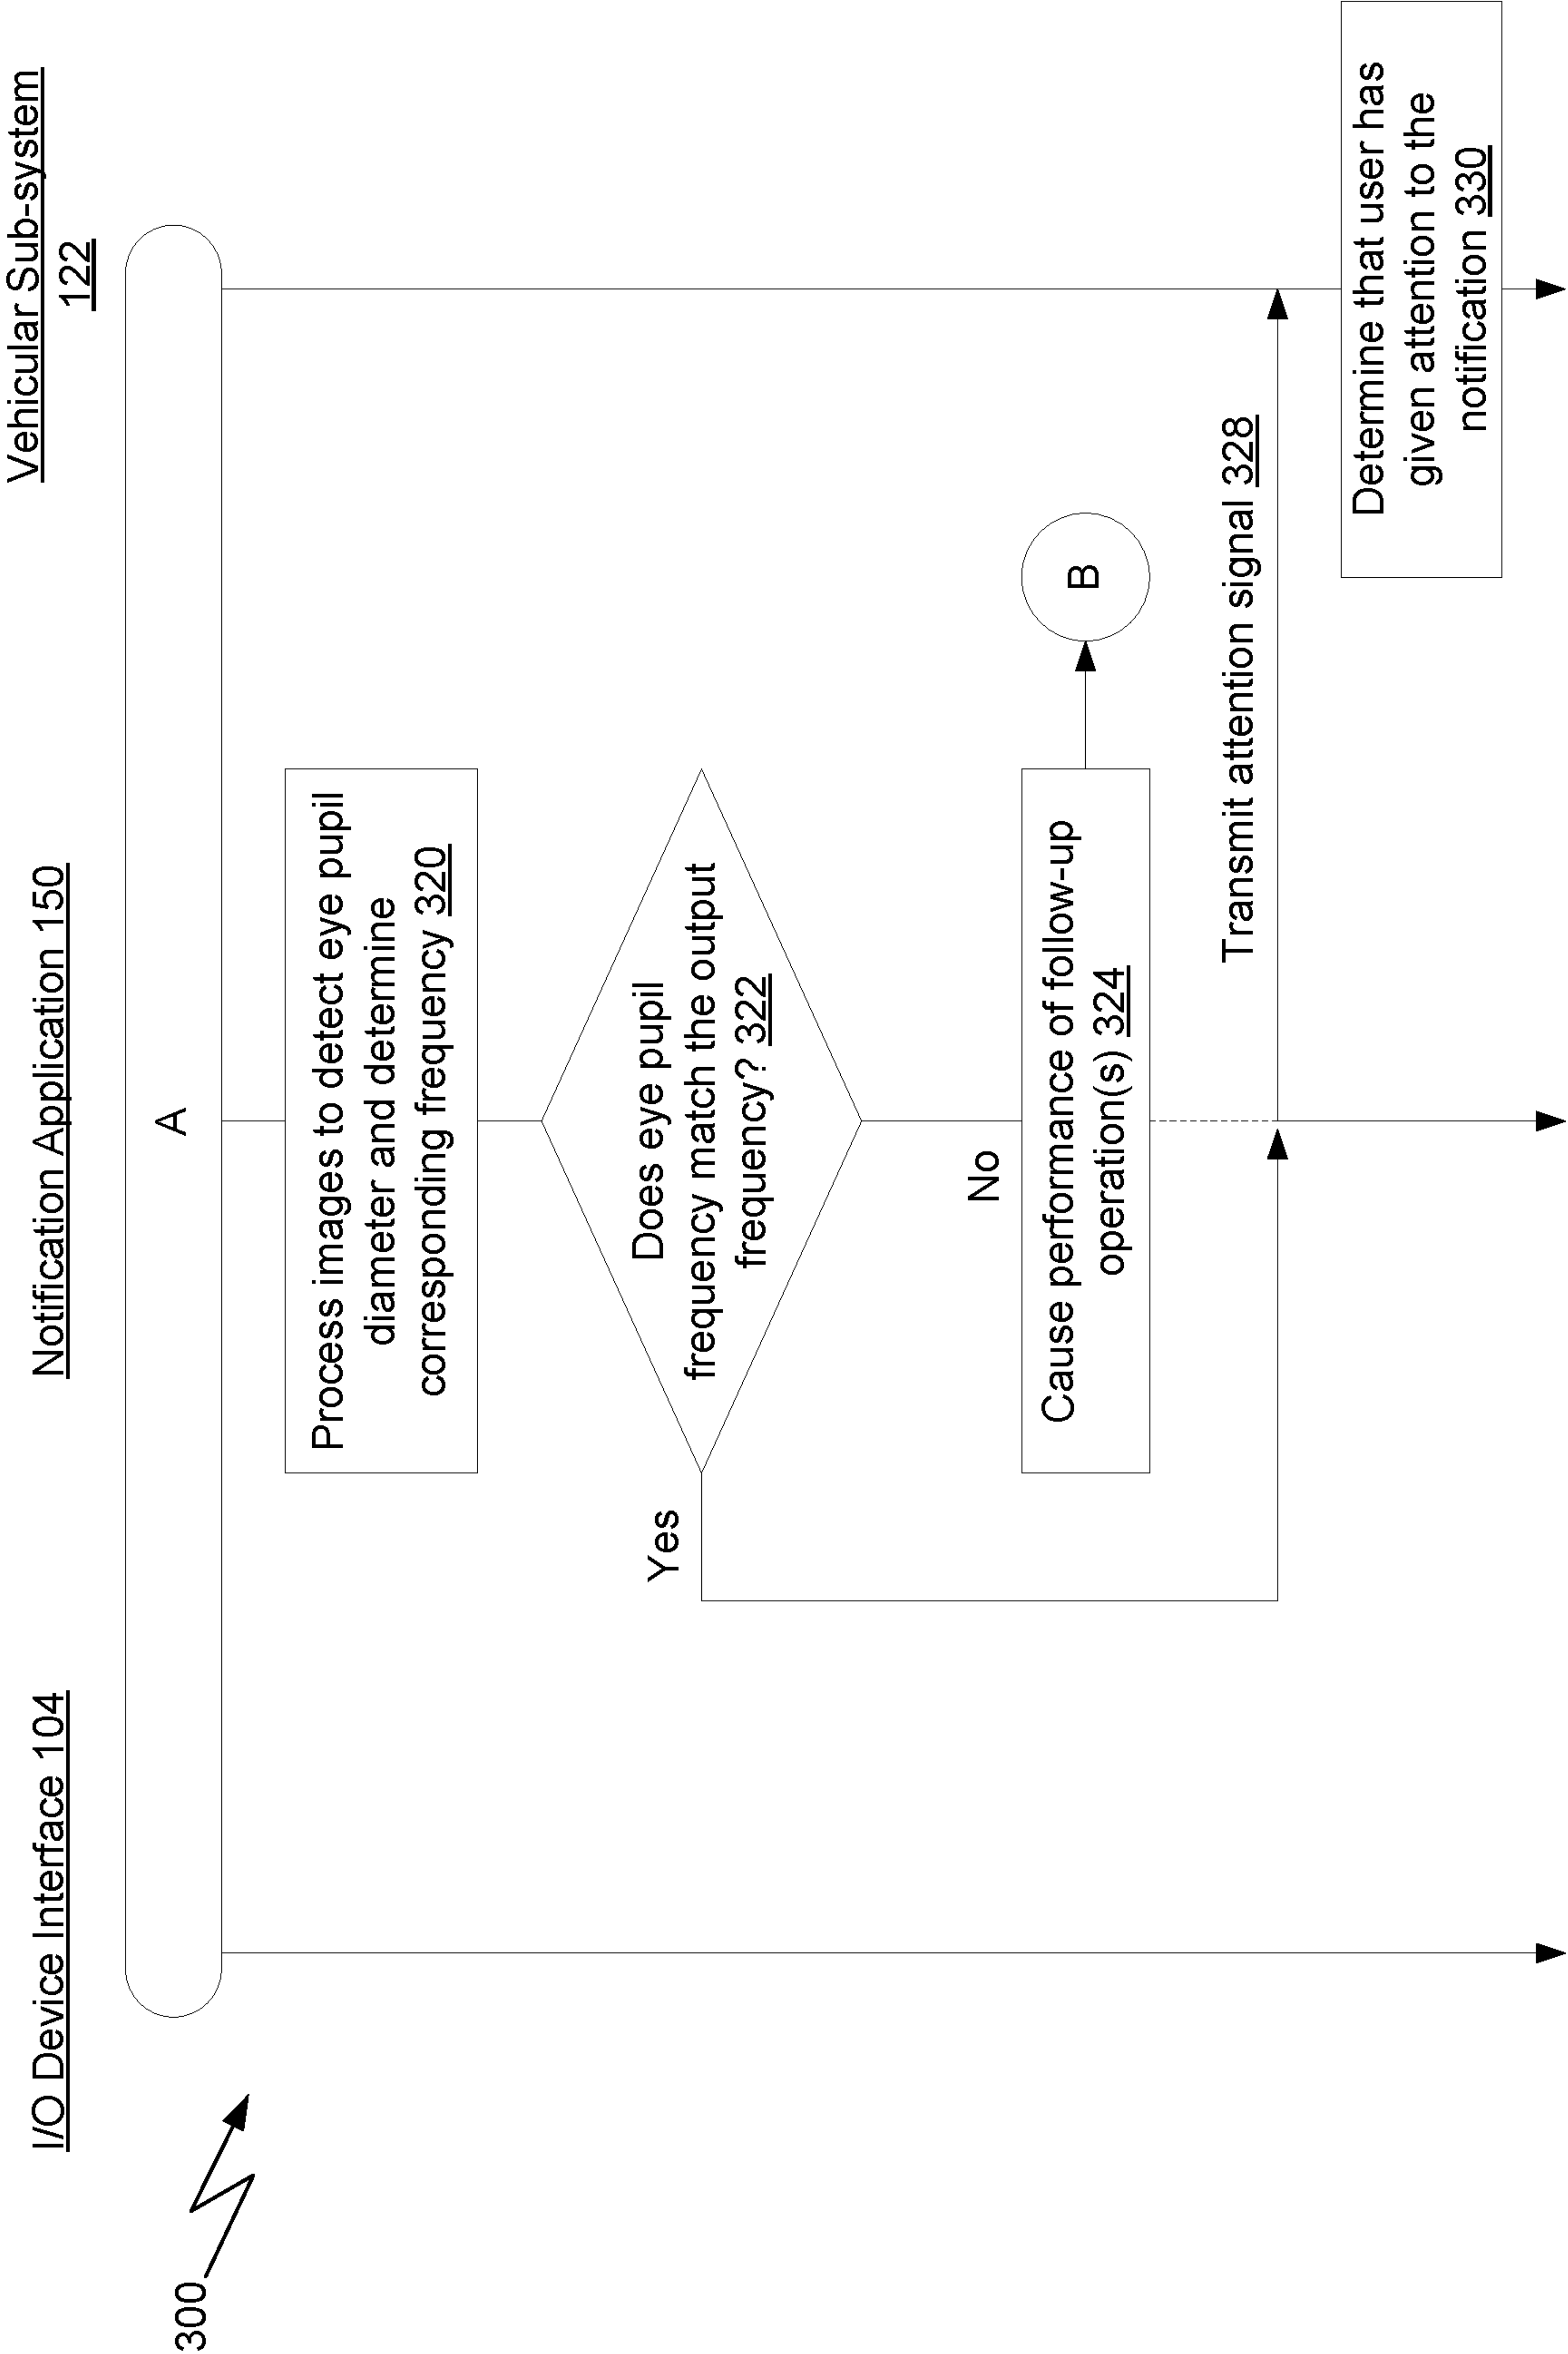 300
I/O Device Interface 104
Notification Application 150
Vehicular Sub-system
122
A
Process images to detect eye pupil
diameter and determine
corresponding frequency 320
Does eye pupil
frequency match the output
frequency? 322
Yes
No
Cause performance of follow-up
operation(s) 324
B
Transmit attention signal 328
Determine that user has
given attention to the
notification 330